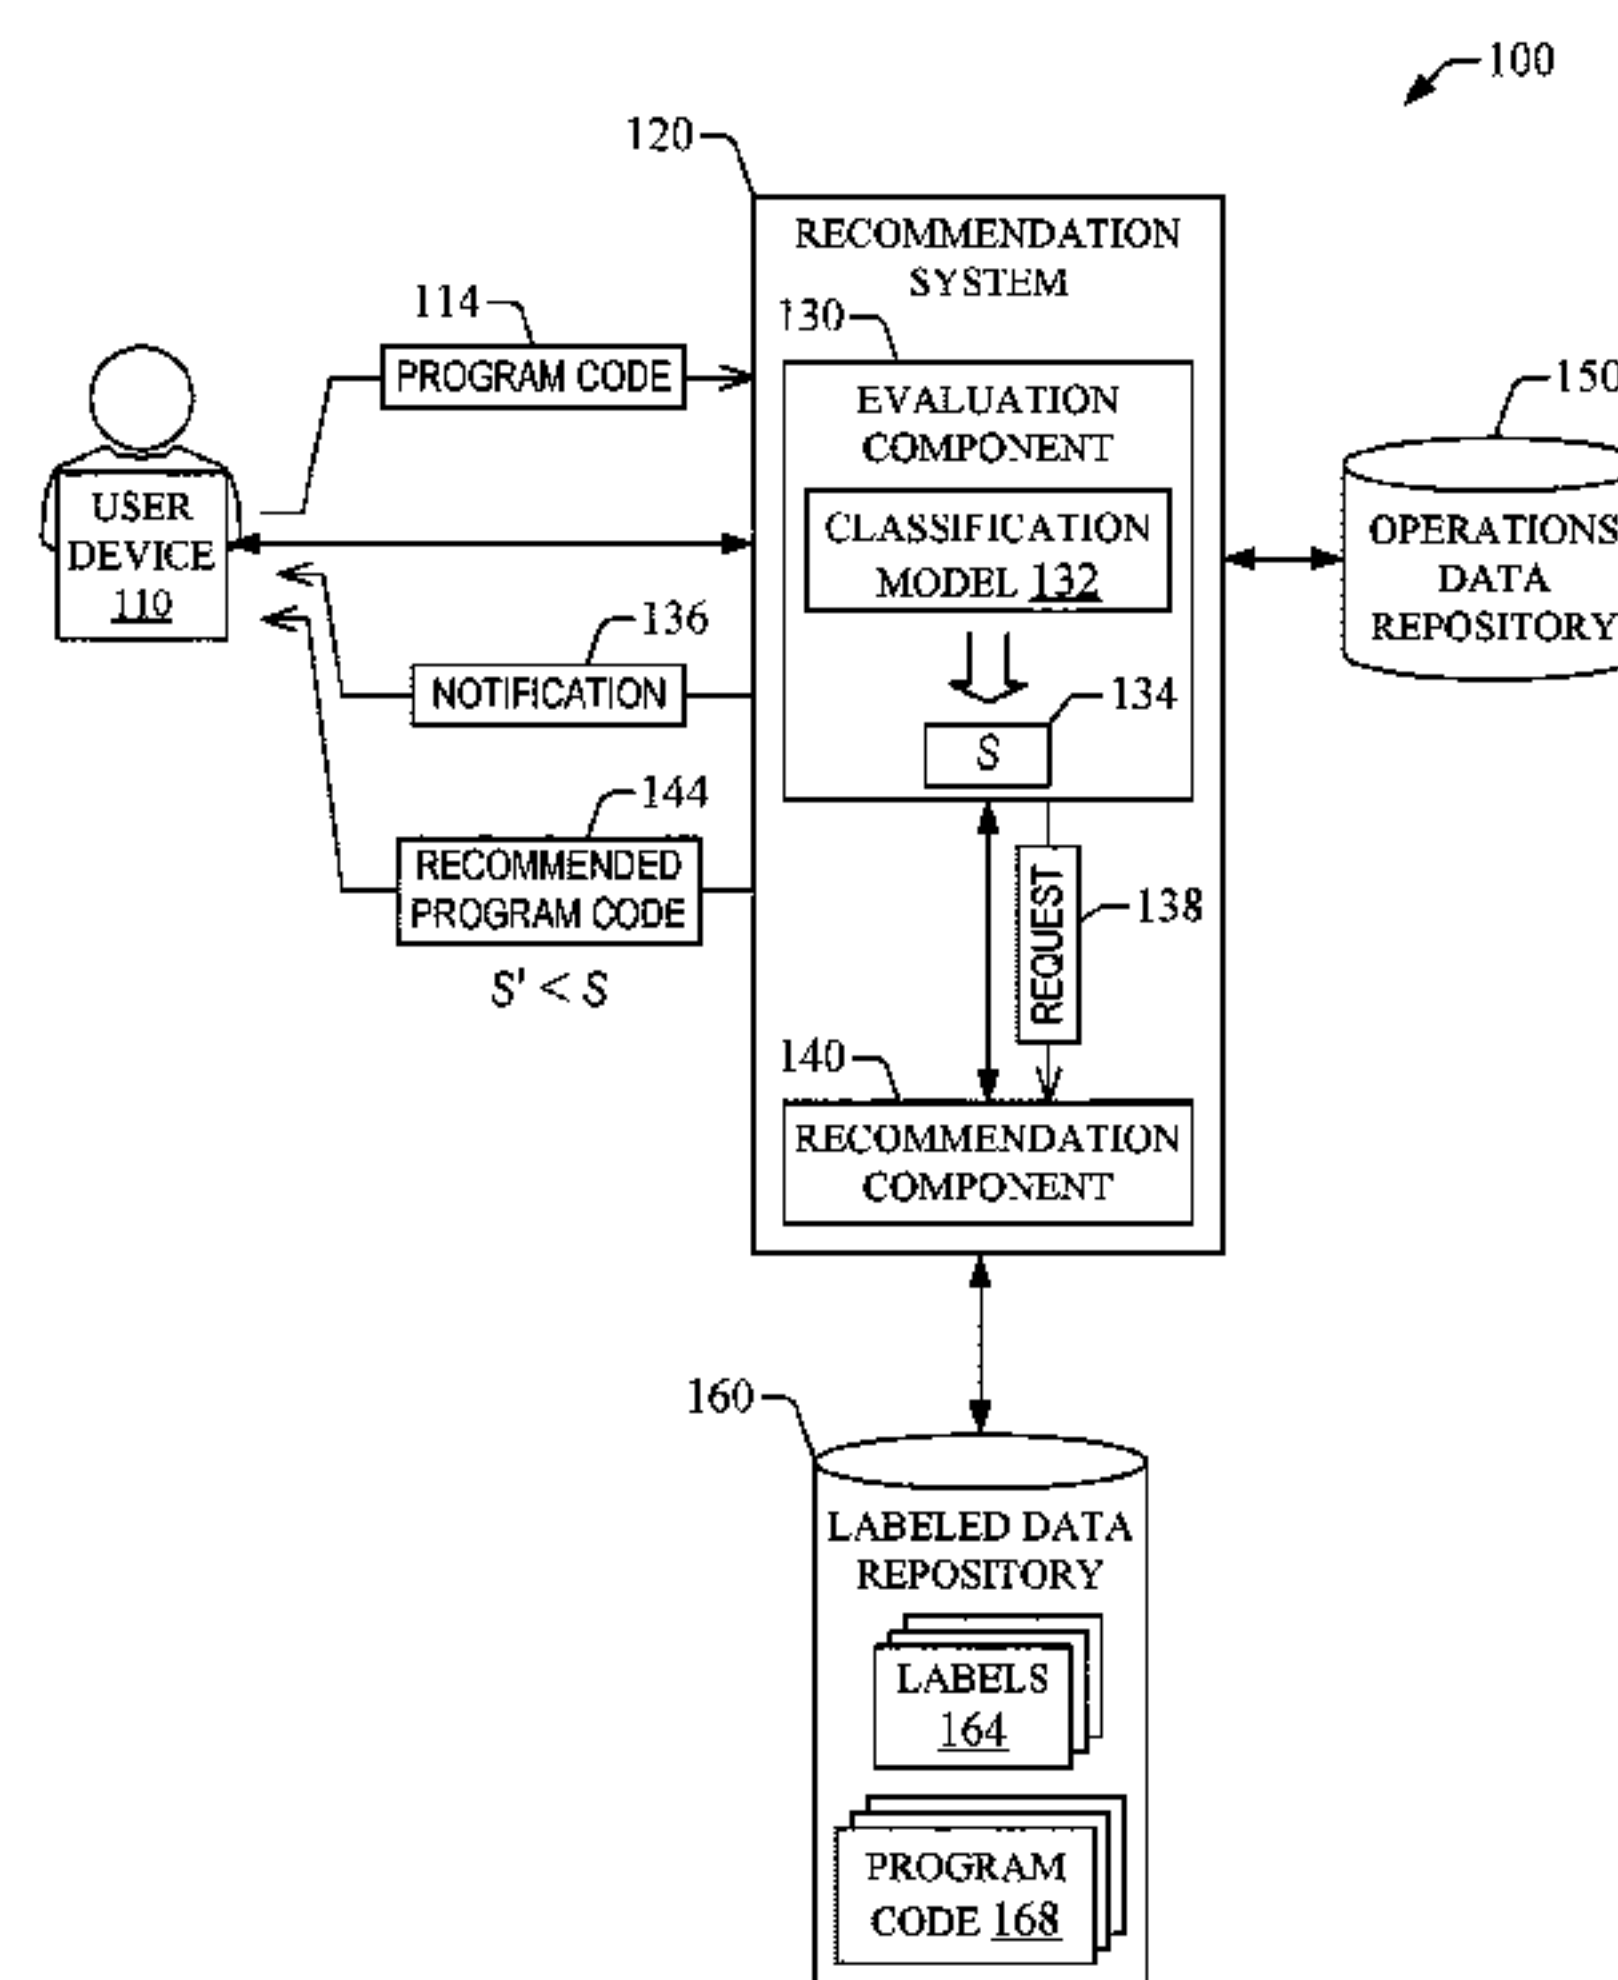 100
120
RECOMMENDATION
SYSTEM
114
PROGRAM CODE
130
EVALUATION
COMPONENT
CLASSIFICATION
MODEL 132
150
OPERATIONS
DATA
REPOSITORY
USER
DEVICE
110
136
NOTIFICATION
134
S
144
RECOMMENDED
PROGRAM CODE
S' < S
REQUEST
138
140
RECOMMENDATION
COMPONENT
160
LABELED DATA
REPOSITORY
LABELS
164
PROGRAM
CODE 168